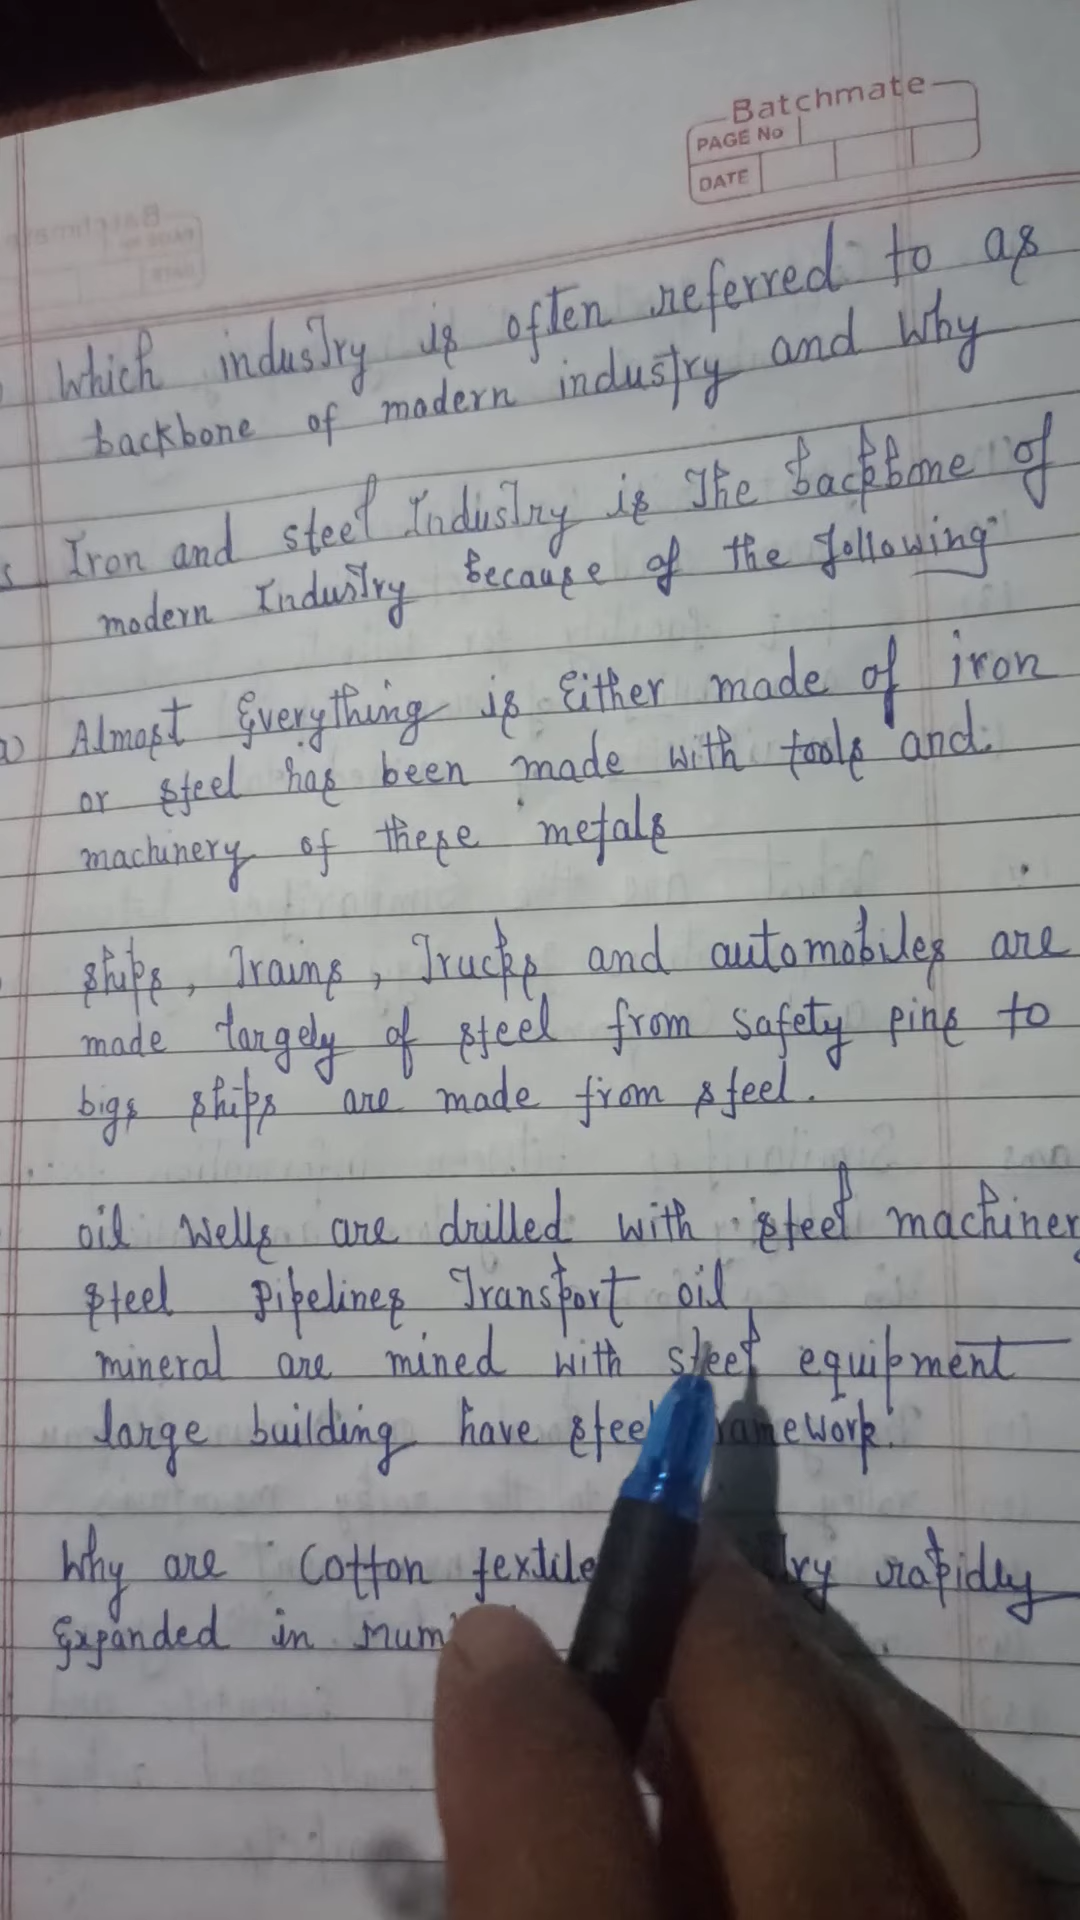 Batchmate
PAGE No
DATE
Which industry is often referred to as
backbone of modern industry and Why
Iron and steel Industry is The backbone of
modern Industry Because of the following
a) Almost Everything is Either made of iron
or steel has been made with tools and
machinery of these metals
Ships, Trains, Trucks and automobiles are
made largely of steel from safety pins to
bigs ships are made from steel.
oil Wells are drilled with steel machiner
steel Pipelines Transport oil
mineral are mined with steel equipment
large building have steel
Why are Cotton textile rapidly
Expanded in